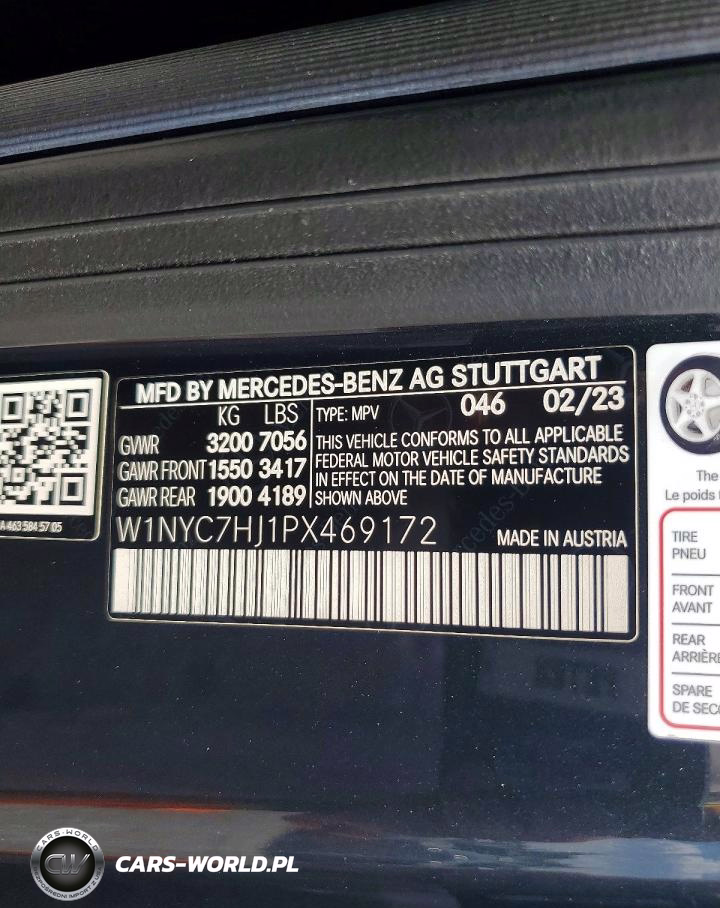 MFD BY MERCEDES-BENZ AG STUTTGART
KG LBS
TYPE: MPV
046 02/23
GVWR 3200 7056
GAWR FRONT 1550 3417
GAWR REAR 1900 4189
THIS VEHICLE CONFORMS TO ALL APPLICABLE
FEDERAL MOTOR VEHICLE SAFETY STANDARDS
IN EFFECT ON THE DATE OF MANUFACTURE
SHOWN ABOVE
W1NYC7HJ1PX469172
MADE IN AUSTRIA
A 463 584 57 05
The
Le poids
TIRE
PNEU
FRONT
AVANT
REAR
ARRIÈRE
SPARE
DE SEC
CARS-WORLD
CW
CARS-WORLD.PL